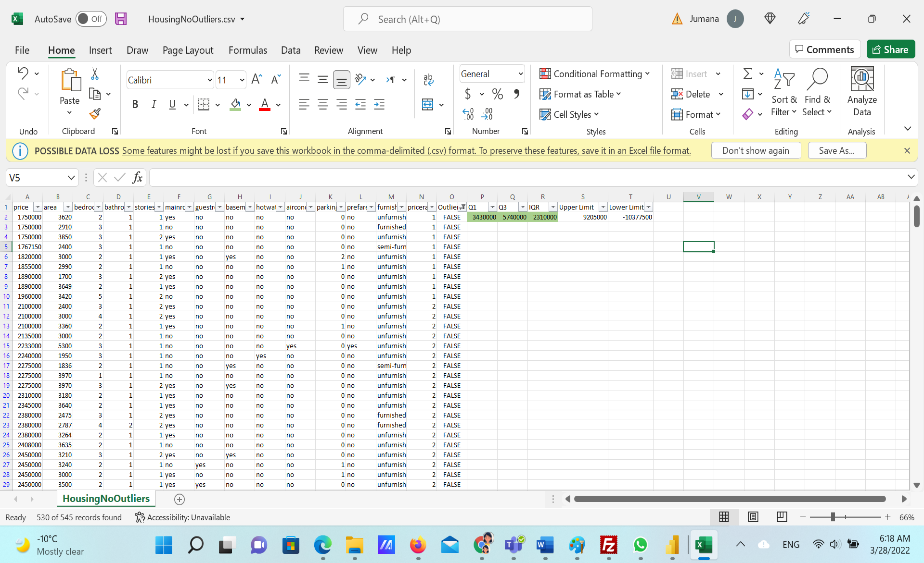 AutoSave Off HousingNoOutliers.csv Search (Alt+Q) Jumana J
File Home Insert Draw Page Layout Formulas Data Review View Help Comments Share
Paste
Calibri 11
B I U
General
$ % 9
Conditional Formatting
Format as Table
Cell Styles
Insert
Delete
Format
Sort & Filter
Find & Select
Analyze Data
Undo Clipboard Font Alignment Number Styles Cells Editing Analysis
POSSIBLE DATA LOSS Some features might be lost if you save this workbook in the comma-delimited (.csv) format. To preserve these features, save it in an Excel file format. Don't show again Save As...
V5 fx
A B C D E F G H I J K L M N O P Q R S T U V W X Y Z AA AB
1 price area bedroo bathro stories mainro guestr basem hotwat aircon parkin prefare furnish pricera Outlier Q1 Q3 IQR Upper Limit Lower Limit
2 1750000 3620 2 1 1 yes no no no no 0 no unfurnish 1 FALSE 3430000 5740000 2310000 9205000 -10377500
3 1750000 2910 3 1 1 no no no no no 0 no furnished 1 FALSE
4 1750000 3850 3 1 2 yes no no no no 0 no unfurnish 1 FALSE
5 1767150 2400 3 1 1 no no no no no 0 no semi-furn 1 FALSE
6 1820000 3000 2 1 1 yes no yes no no 2 no unfurnish 1 FALSE
7 1855000 2990 2 1 1 no no no no no 1 no unfurnish 1 FALSE
8 1890000 1700 3 1 2 yes no no no no 0 no unfurnish 1 FALSE
9 1890000 3649 2 1 1 yes no no no no 0 no unfurnish 1 FALSE
10 1960000 3420 5 1 2 no no no no no 0 no unfurnish 1 FALSE
11 2100000 2400 3 1 2 yes no no no no 0 no unfurnish 2 FALSE
12 2100000 3000 4 1 2 yes no no no no 0 no unfurnish 2 FALSE
13 2100000 3360 2 1 1 yes no no no no 1 no unfurnish 2 FALSE
14 2135000 3000 2 1 1 no no no no no 0 no unfurnish 2 FALSE
15 2233000 5300 3 1 1 no no no no yes 0 yes unfurnish 2 FALSE
16 2240000 1950 3 1 1 no no no yes no 0 no unfurnish 2 FALSE
17 2275000 1836 2 1 1 no no yes no no 0 no semi-furn 2 FALSE
18 2275000 3970 1 1 1 no no no no no 0 no unfurnish 2 FALSE
19 2275000 3970 3 1 2 yes no yes no no 0 no unfurnish 2 FALSE
20 2310000 3180 2 1 1 yes no no no no 0 no unfurnish 2 FALSE
21 2345000 3640 2 1 1 yes no no no no 0 no unfurnish 2 FALSE
22 2380000 2475 3 1 2 yes no no no no 0 no furnished 2 FALSE
23 2380000 2787 4 2 2 yes no no no no 0 no furnished 2 FALSE
24 2380000 3264 2 1 1 yes no no no no 0 no unfurnish 2 FALSE
25 2408000 3635 2 1 1 no no no no no 0 no unfurnish 2 FALSE
26 2450000 3210 3 1 2 yes no yes no no 0 no unfurnish 2 FALSE
27 2450000 3240 2 1 1 no yes no no no 1 no unfurnish 2 FALSE
28 2450000 3000 2 1 1 yes no no no no 1 no unfurnish 2 FALSE
29 2450000 3500 2 1 1 yes yes no no no 0 no unfurnish 2 FALSE
HousingNoOutliers
Ready 530 of 545 records found Accessibility: Unavailable 66%
-10°C
Mostly clear
ENG
6:18 AM
3/28/2022